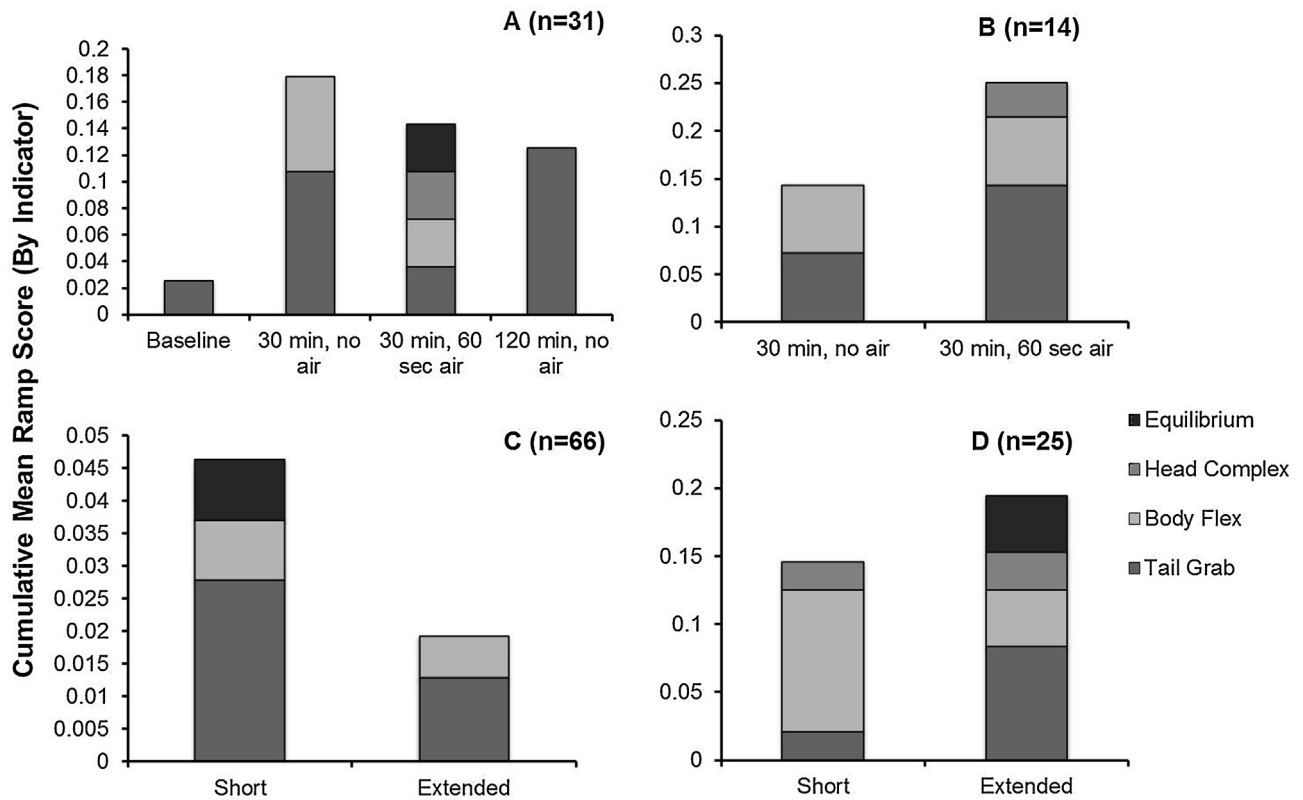 Cumulative Mean Ramp Score (By Indicator)
A (n=31)
0.2
0.18
0.16
0.14
0.12
0.1
0.08
0.06
0.04
0.02
0
Baseline
30 min, no
air
30 min, 60
sec air
120 min, no
air
B (n=14)
0.3
0.25
0.2
0.15
0.1
0.05
0
30 min, no air
30 min, 60 sec air
C (n=66)
0.05
0.045
0.04
0.035
0.03
0.025
0.02
0.015
0.01
0.005
0
Short
Extended
D (n=25)
0.25
0.2
0.15
0.1
0.05
0
Short
Extended
Equilibrium
Head Complex
Body Flex
Tail Grab